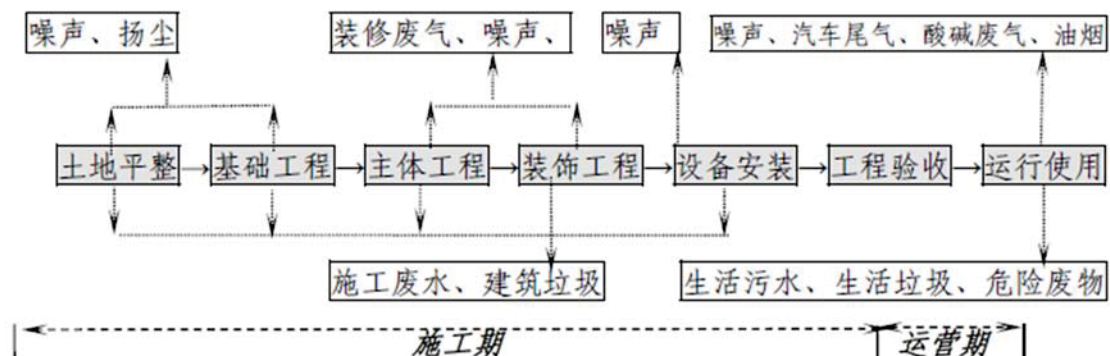 噪声、扬尘
装修废气、噪声、
噪声
噪声、汽车尾气、酸碱废气、油烟
土地平整
基础工程
主体工程
装饰工程
设备安装
工程验收
运行使用
施工废水、建筑垃圾
生活污水、生活垃圾、危险废物
施工期
运营期